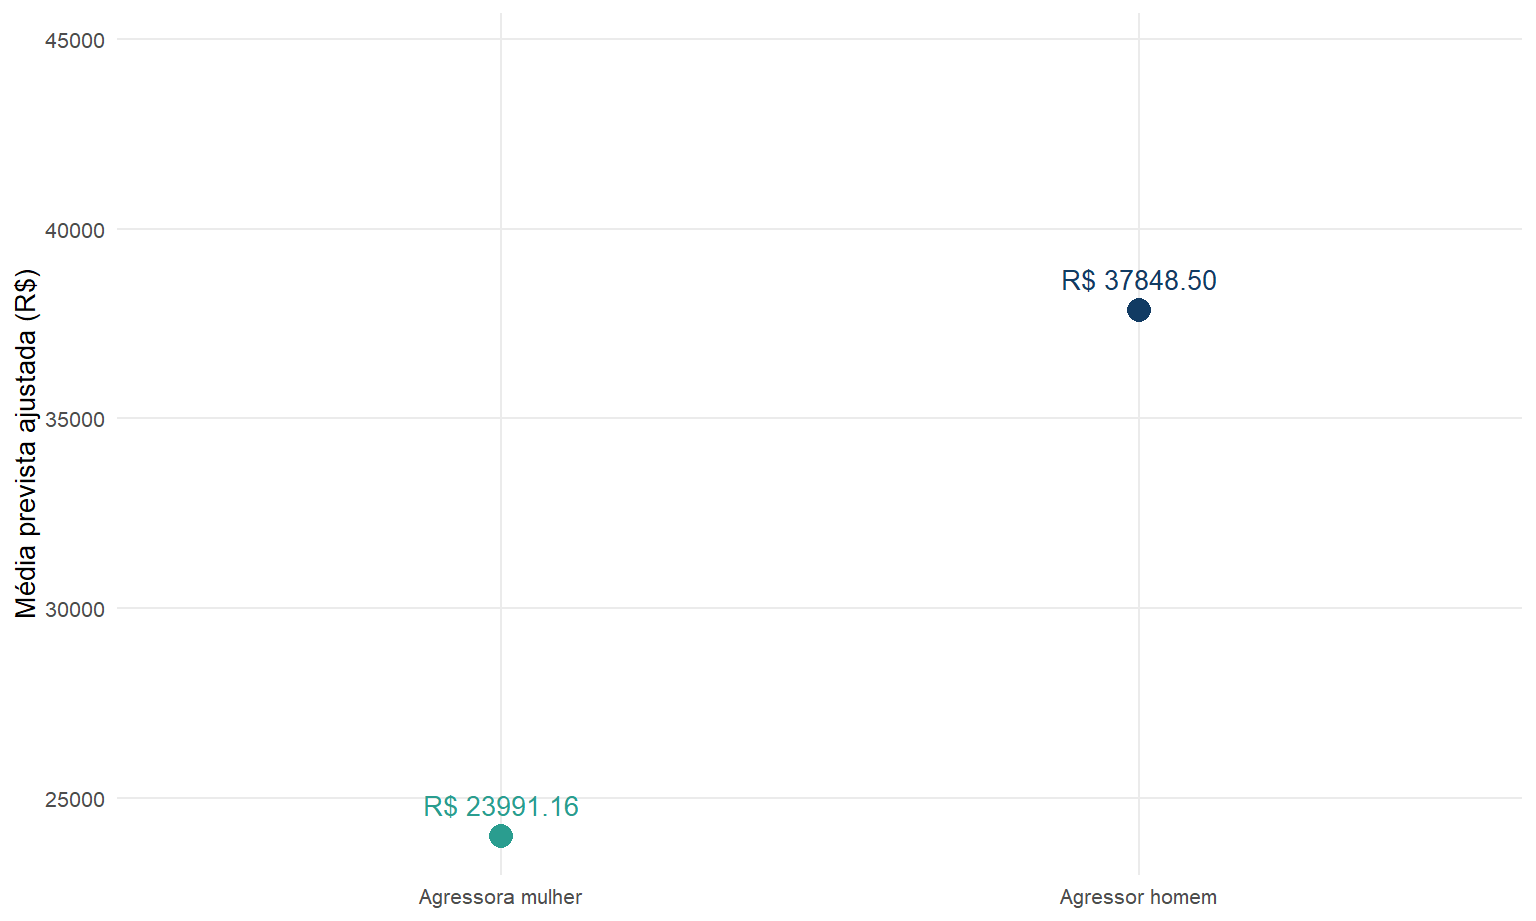 Média prevista ajustada (R$)
45000
40000
35000
30000
25000
R$ 37848.50
R$ 23991.16
Agressora mulher
Agressor homem